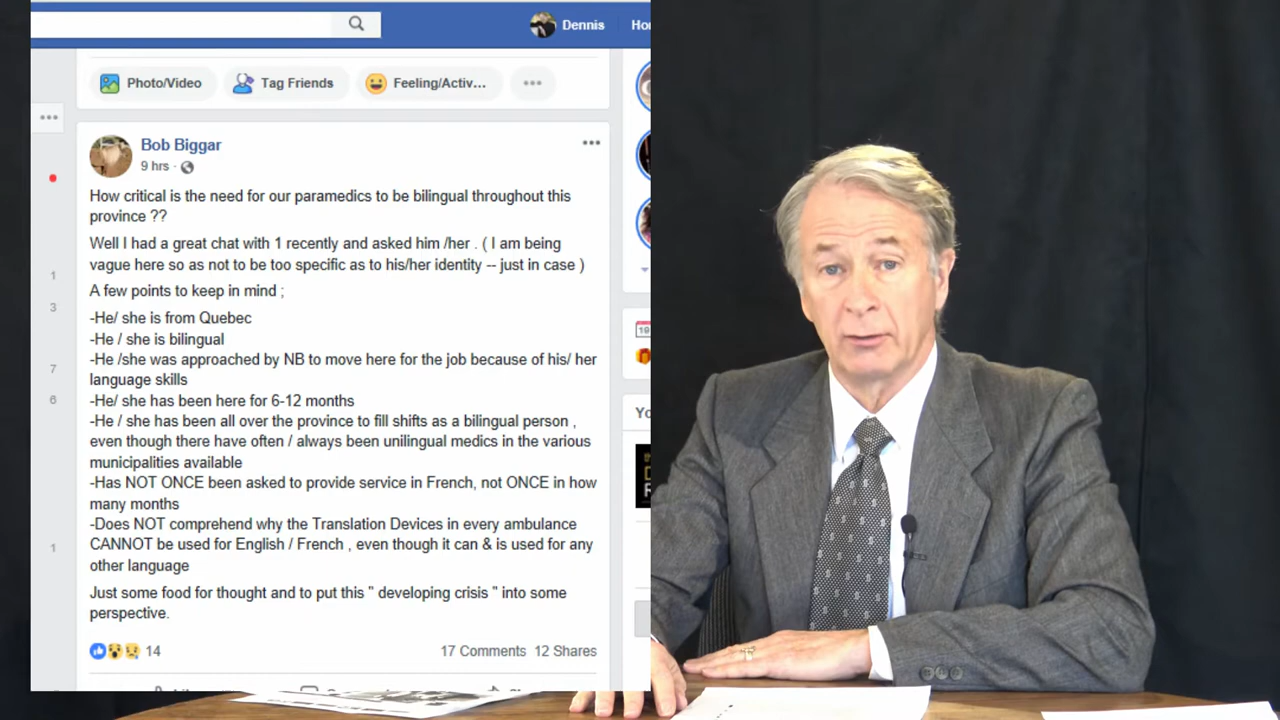 Dennis
Photo/Video
Tag Friends
Feeling/Activ...
Bob Biggar
9 hrs ·
How critical is the need for our paramedics to be bilingual throughout this
province ??
Well I had a great chat with 1 recently and asked him /her . ( I am being
vague here so as not to be too specific as to his/her identity -- just in case )
A few points to keep in mind ;
-He/ she is from Quebec
-He / she is bilingual
-He /she was approached by NB to move here for the job because of his/ her
language skills
-He/ she has been here for 6-12 months
-He / she has been all over the province to fill shifts as a bilingual person ,
even though there have often / always been unilingual medics in the various
municipalities available
-Has NOT ONCE been asked to provide service in French, not ONCE in how
many months
-Does NOT comprehend why the Translation Devices in every ambulance
CANNOT be used for English / French , even though it can & is used for any
other language
Just some food for thought and to put this " developing crisis " into some
perspective.
14
17 Comments 12 Shares
1
3
7
6
1
19